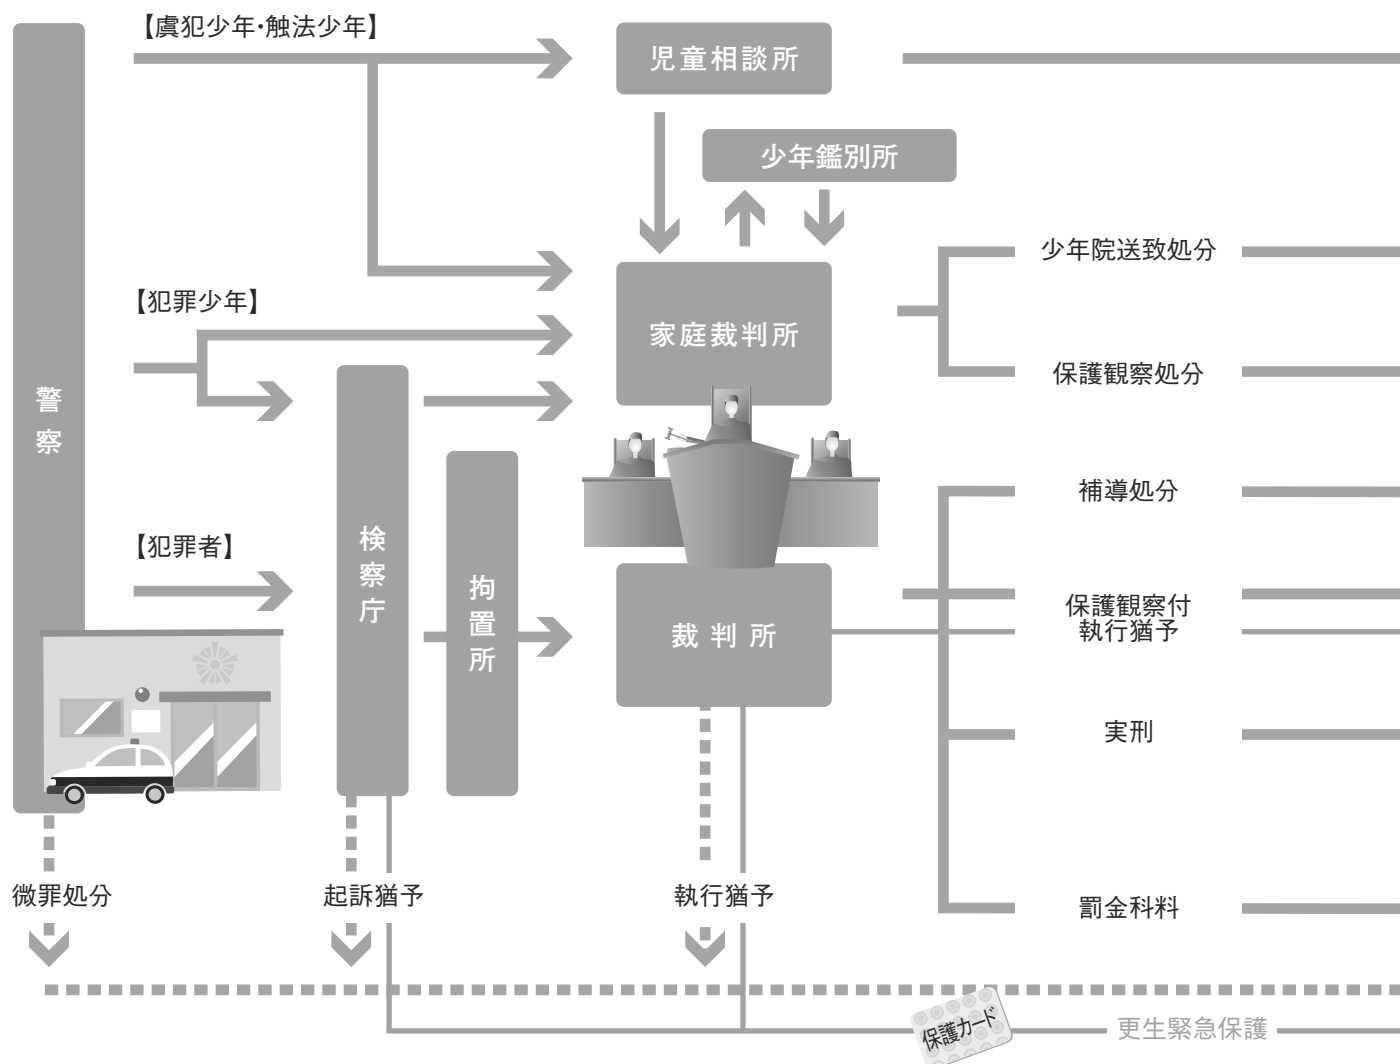 【虞犯少年・触法少年】
児童相談所
少年鑑別所
少年院送致処分
【犯罪少年】
家庭裁判所
保護観察処分
警察
補導処分
【犯罪者】
検察庁
拘置所
保護観察付
執行猶予
裁判所
実刑
微罪処分
起訴猶予
執行猶予
罰金科料
保護カード
更生緊急保護